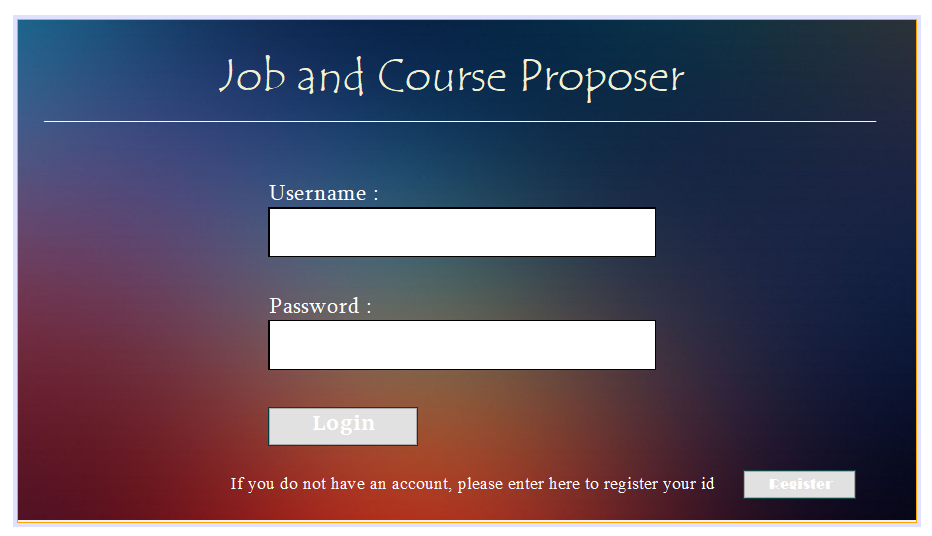 Job and Course Proposer
Username :
Password :
Login
If you do not have an account, please enter here to register your id
Register